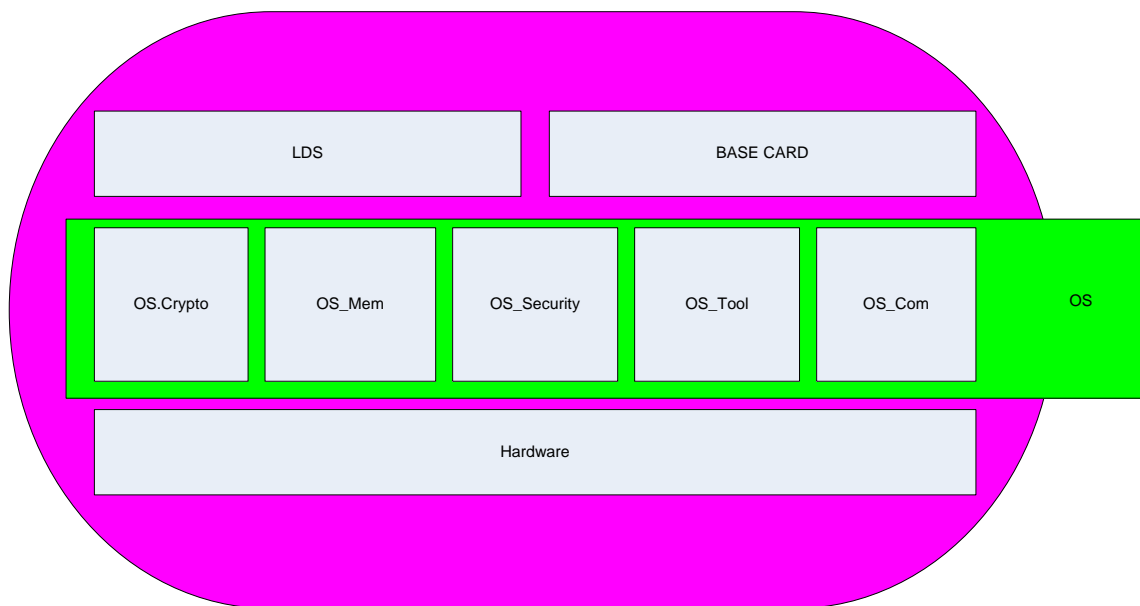 LDS
BASE CARD
OS.Crypto
OS_Mem
OS_Security
OS_Tool
OS_Com
OS
Hardware